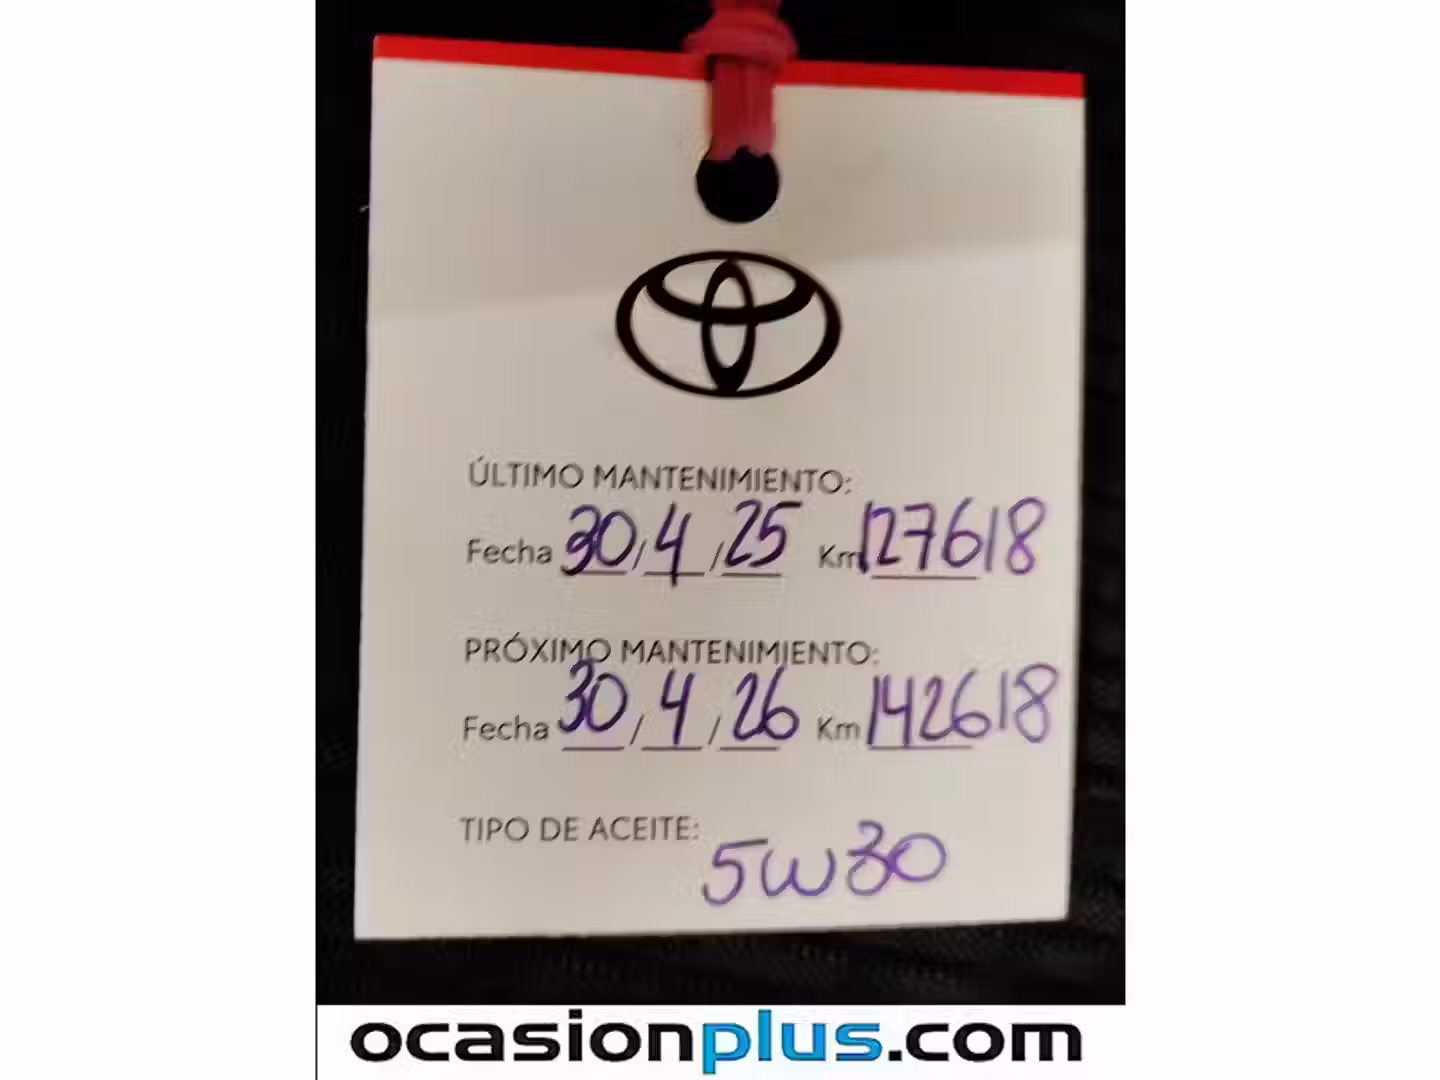 ÚLTIMO MANTENIMIENTO:
Fecha 30/4/25 Km 127618
PRÓXIMO MANTENIMIENTO:
Fecha 30/4/26 Km 142618
TIPO DE ACEITE: 5W30
ocasionplus.com